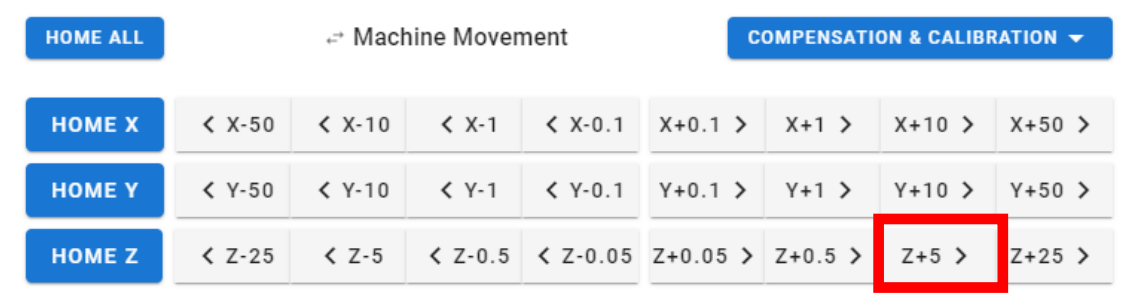 HOME ALL Machine Movement COMPENSATION & CALIBRATION
HOME X < X-50 < X-10 < X-1 < X-0.1 X+0.1 > X+1 > X+10 > X+50 >
HOME Y < Y-50 < Y-10 < Y-1 < Y-0.1 Y+0.1 > Y+1 > Y+10 > Y+50 >
HOME Z < Z-25 < Z-5 < Z-0.5 < Z-0.05 Z+0.05 > Z+0.5 > Z+5 > Z+25 >